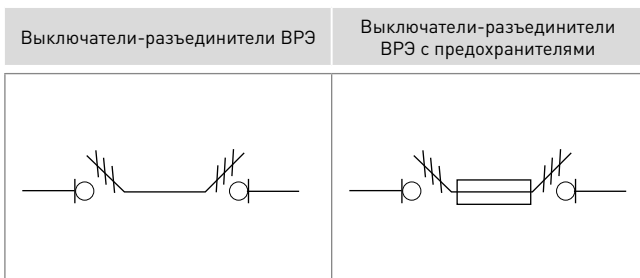 Выключатели-разъединители ВРЭ
Выключатели-разъединители
ВРЭ с предохранителями